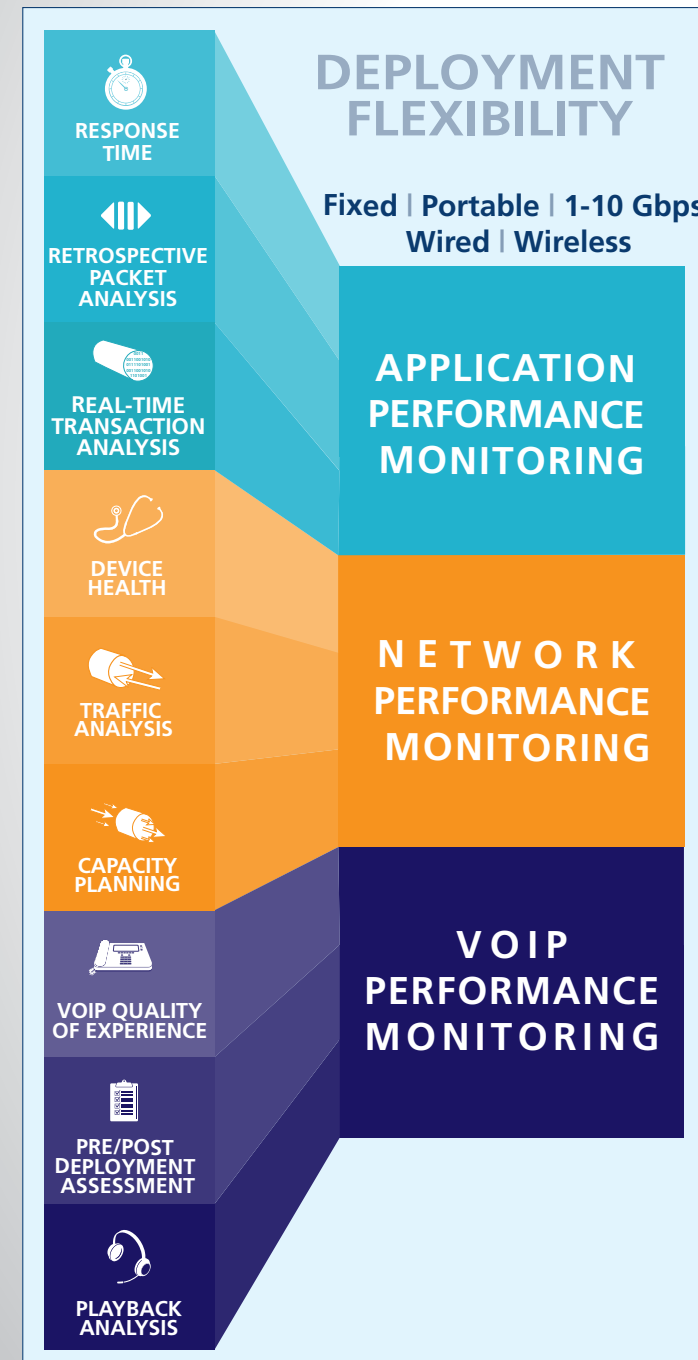 RESPONSE
TIME
RETROSPECTIVE
PACKET
ANALYSIS
REAL-TIME
TRANSACTION
ANALYSIS
DEVICE
HEALTH
TRAFFIC
ANALYSIS
CAPACITY
PLANNING
VOIP QUALITY
OF EXPERIENCE
PRE/POST
DEPLOYMENT
ASSESSMENT
PLAYBACK
ANALYSIS
DEPLOYMENT
FLEXIBILITY
Fixed | Portable | 1-10 Gbps
Wired | Wireless
APPLICATION
PERFORMANCE
MONITORING
NETWORK
PERFORMANCE
MONITORING
VOIP
PERFORMANCE
MONITORING